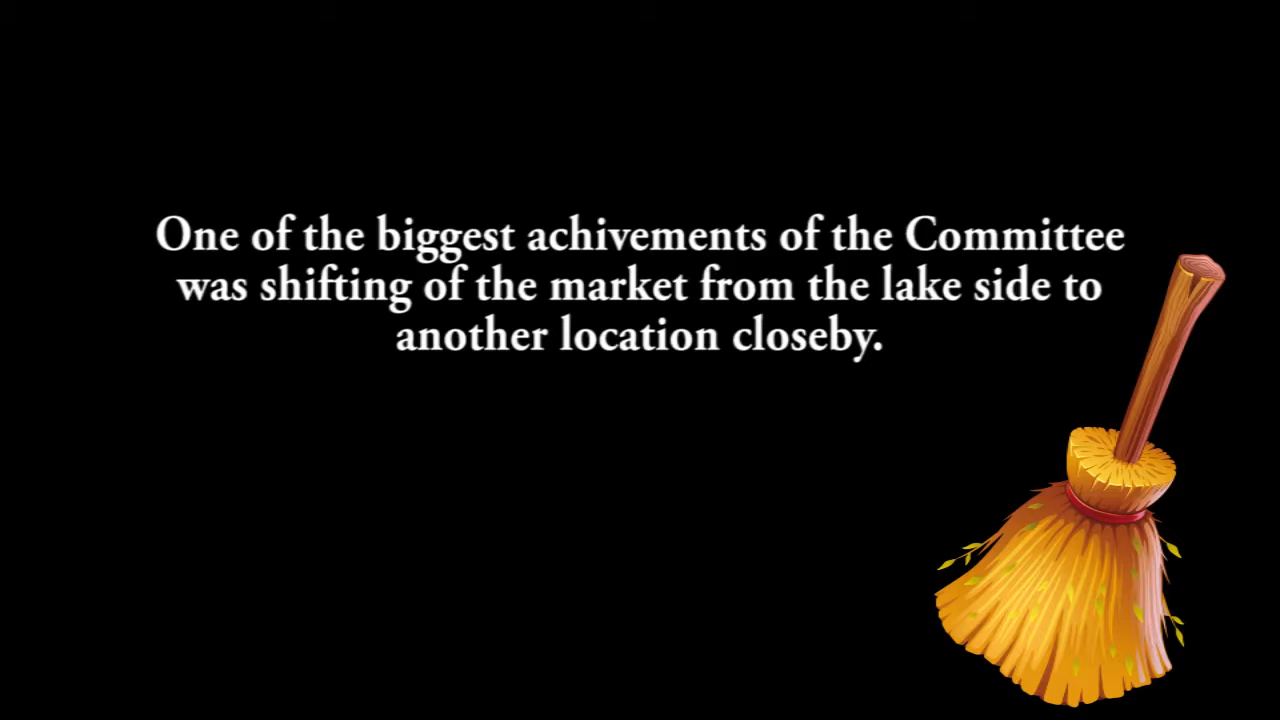 One of the biggest achivements of the Committee
was shifting of the market from the lake side to
another location closeby.